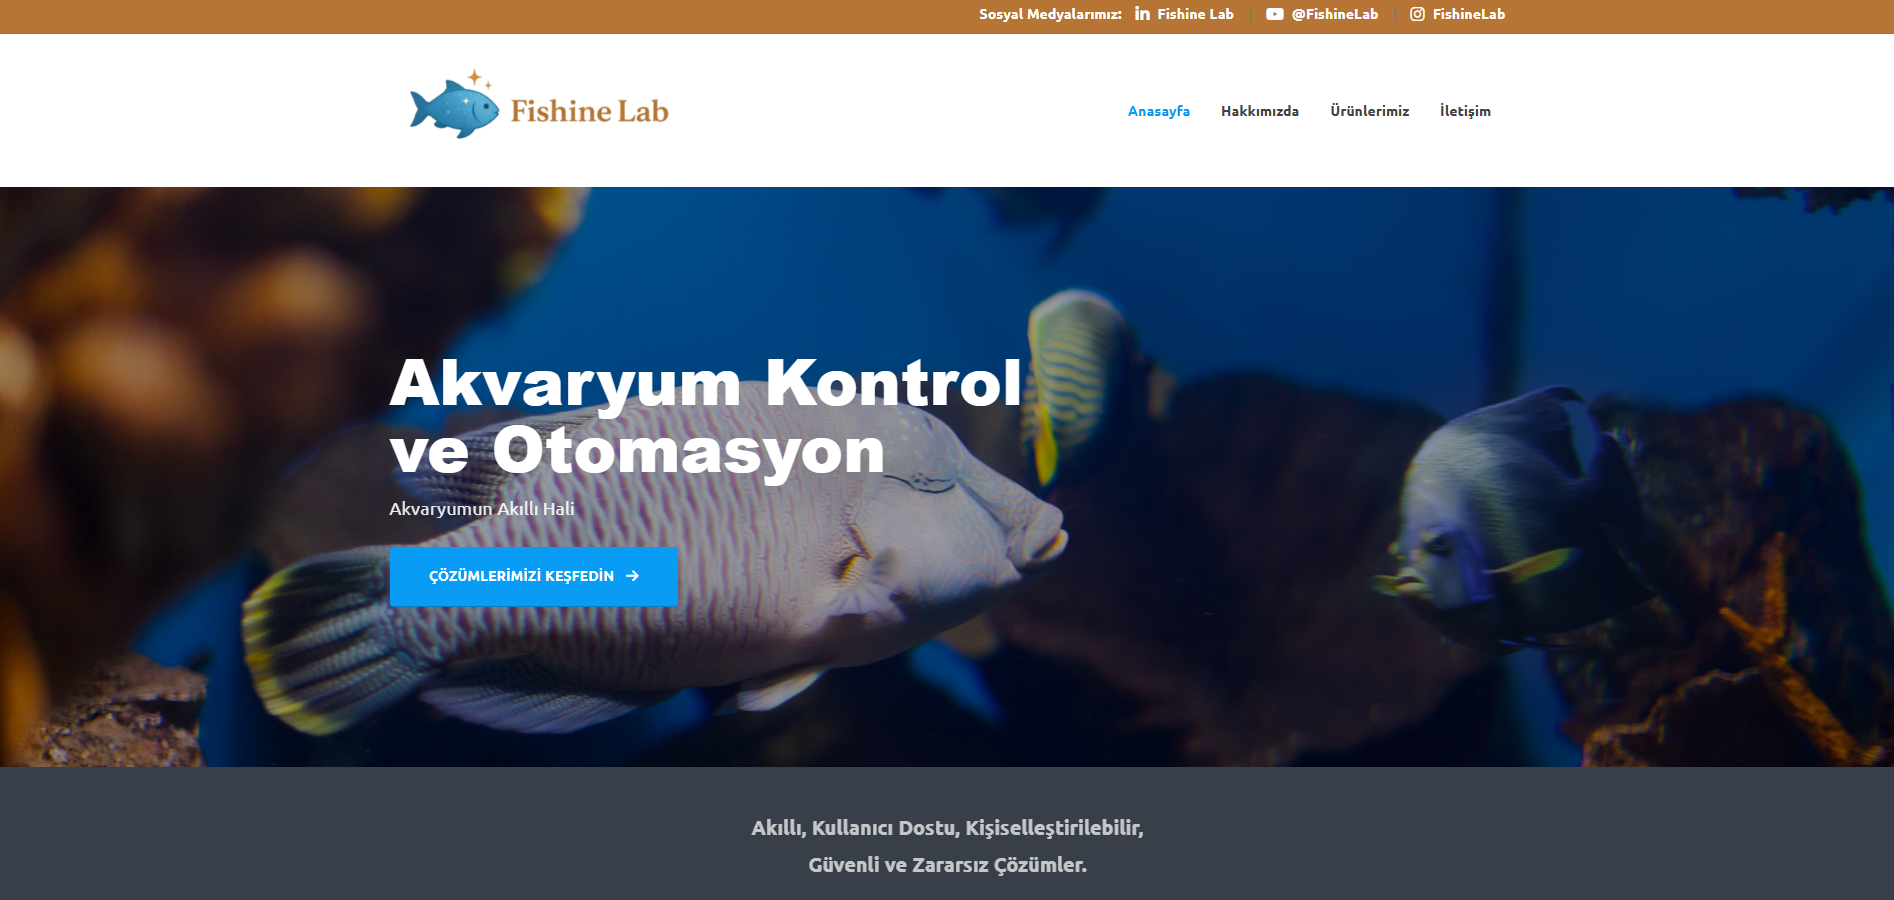 Sosyal Medyalarımız: Fishine Lab @FishineLab FishineLab
Fishine Lab
Anasayfa Hakkımızda Ürünlerimiz İletişim
Akvaryum Kontrol
ve Otomasyon
Akvaryumun Akıllı Hali
ÇÖZÜMLERİMİZİ KEŞFEDİN
Akıllı, Kullanıcı Dostu, Kişiselleştirilebilir,
Güvenli ve Zararsız Çözümler.